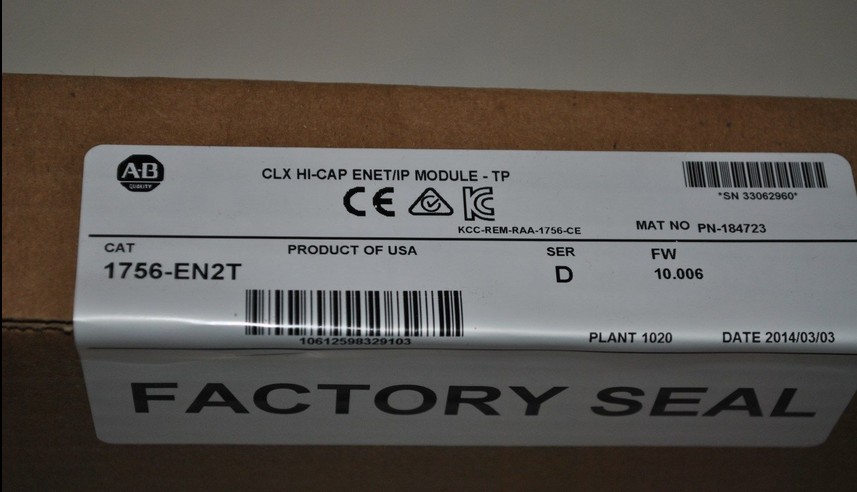 A·B
QUALITY
CLX HI-CAP ENET/IP MODULE - TP
*SN 33062960*
CE
KCC-REM-RAA-1756-CE
MAT NO PN-184723
CAT
PRODUCT OF USA
SER
FW
1756-EN2T
D
10.006
10612598329103
PLANT 1020
DATE 2014/03/03
FACTORY SEAL